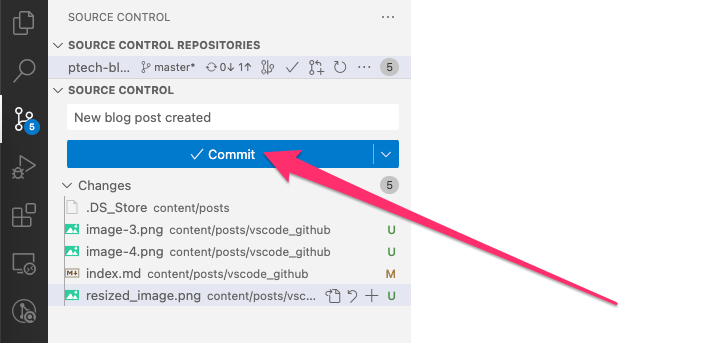 SOURCE CONTROL ...
SOURCE CONTROL REPOSITORIES
ptech-bl... master* 0↓ 1↑ ... 5
SOURCE CONTROL
New blog post created
5
Commit
Changes 5
.DS_Store content/posts
image-3.png content/posts/vscode_github U
image-4.png content/posts/vscode_github U
index.md content/posts/vscode_github M
resized_image.png content/posts/vsc... U